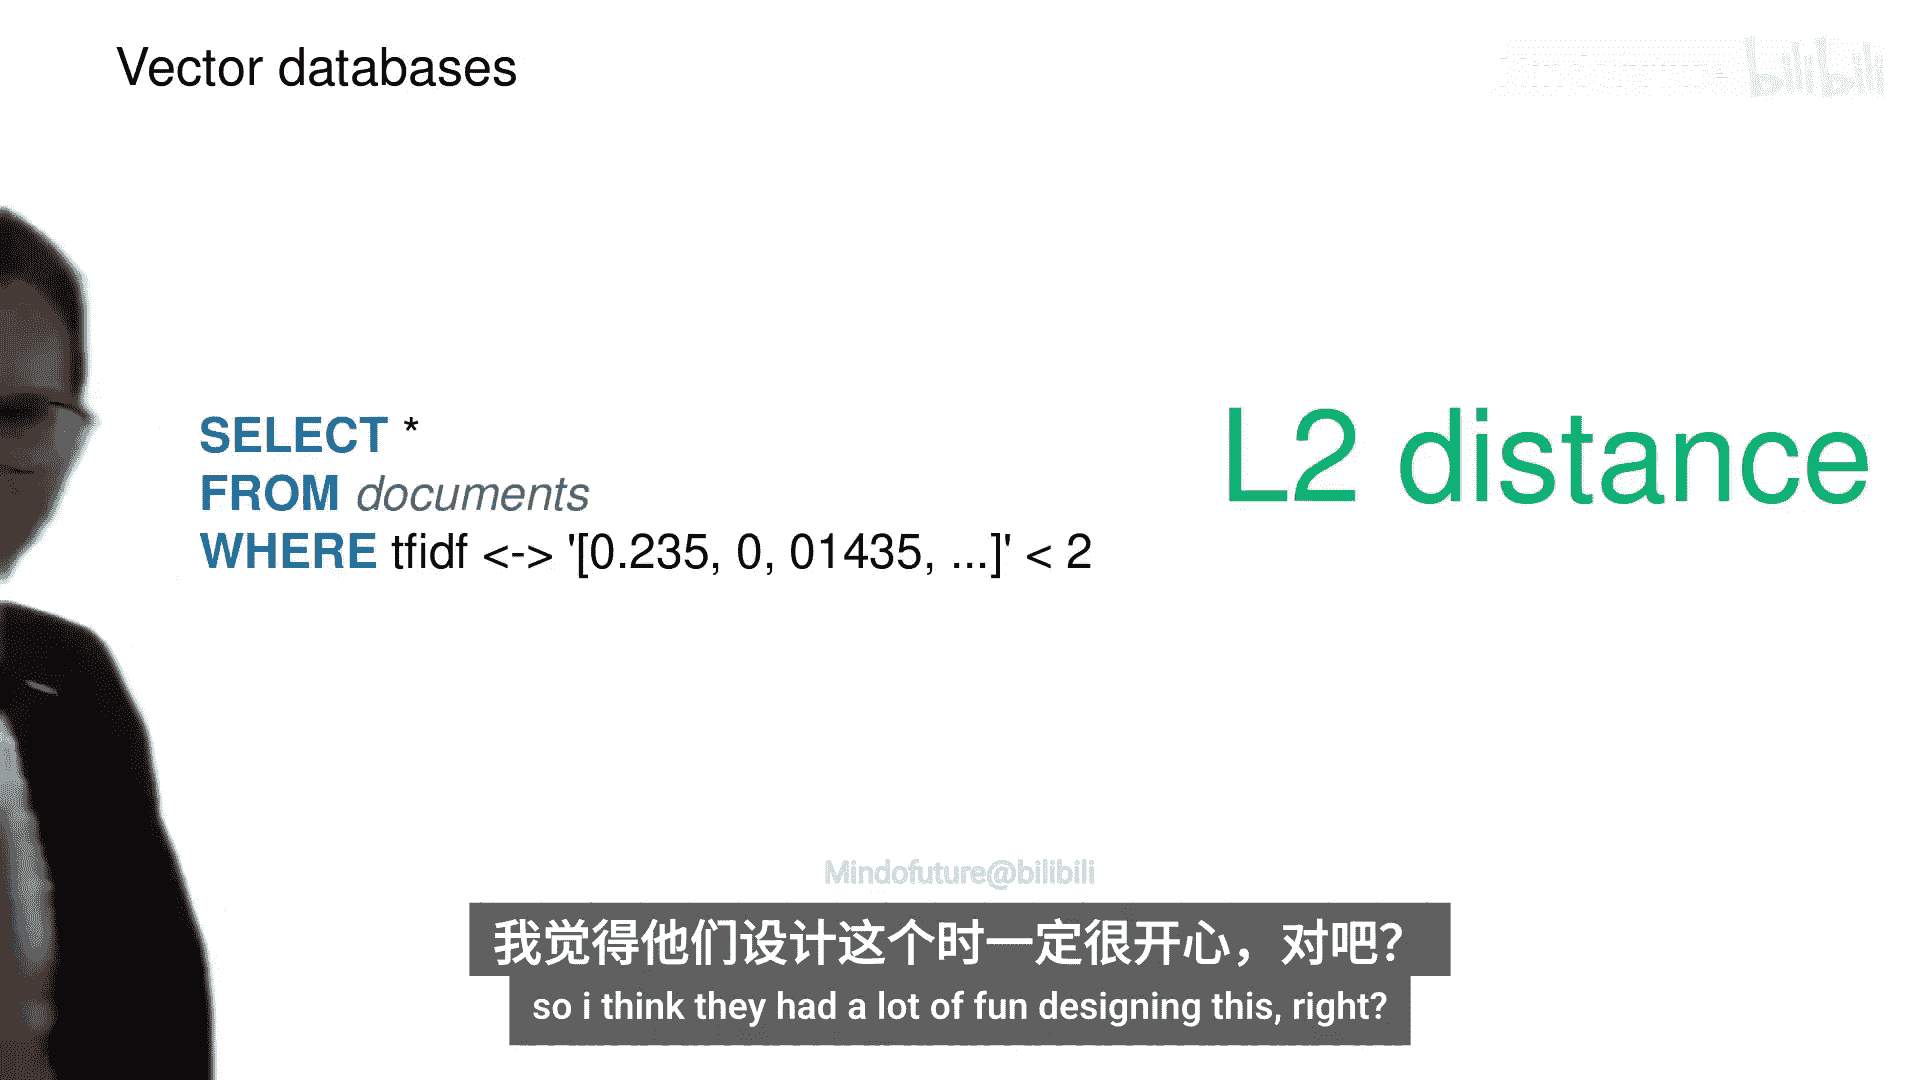 Vector databases
bilibili
SELECT *
FROM documents
WHERE tfidf <-> '[0.235, 0, 01435, ...]' < 2
L2 distance
Mindofuture@bilibili
我觉得他们设计这个时一定很开心，对吧？
so i think they had a lot of fun designing this, right?